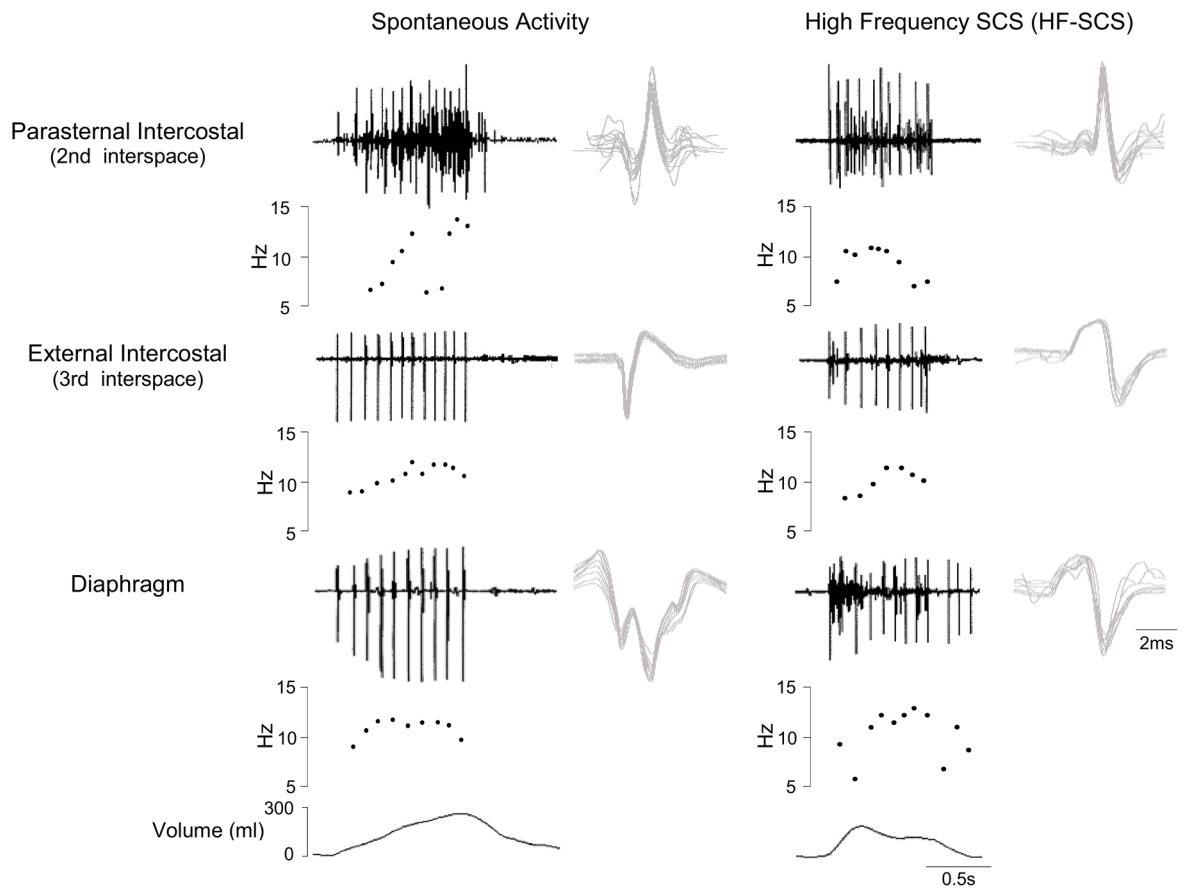 Spontaneous Activity
High Frequency SCS (HF-SCS)
Parasternal Intercostal
(2nd interspace)
15
10
5
Hz
15
10
5
Hz
External Intercostal
(3rd interspace)
15
10
5
Hz
15
10
5
Hz
Diaphragm
2ms
15
10
5
Hz
15
10
5
Hz
Volume (ml)
300
0
0.5s